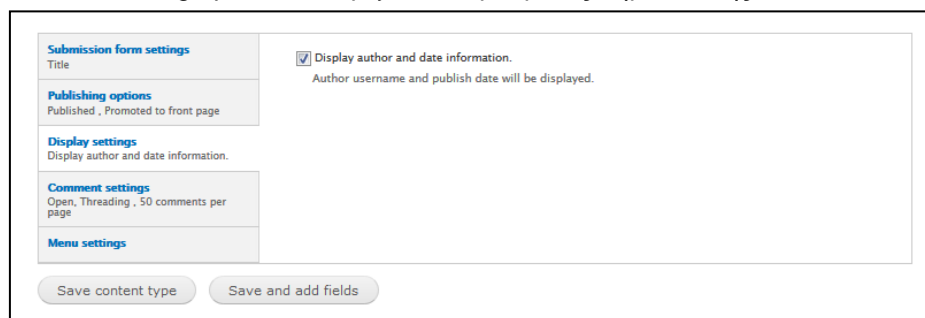 Submission form settings
Title
Display author and date information.
Author username and publish date will be displayed.
Publishing options
Published , Promoted to front page
Display settings
Display author and date information.
Comment settings
Open, Threading , 50 comments per
page
Menu settings
Save content type
Save and add fields